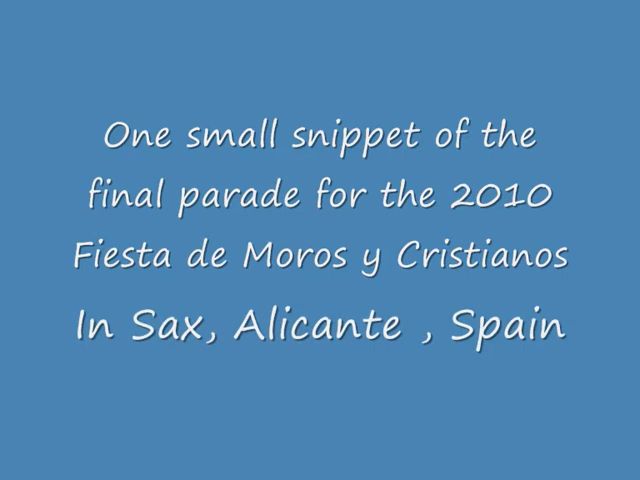 One small snippet of the
final parade for the 2010
Fiesta de Moros y Cristianos
In Sax, Alicante , Spain